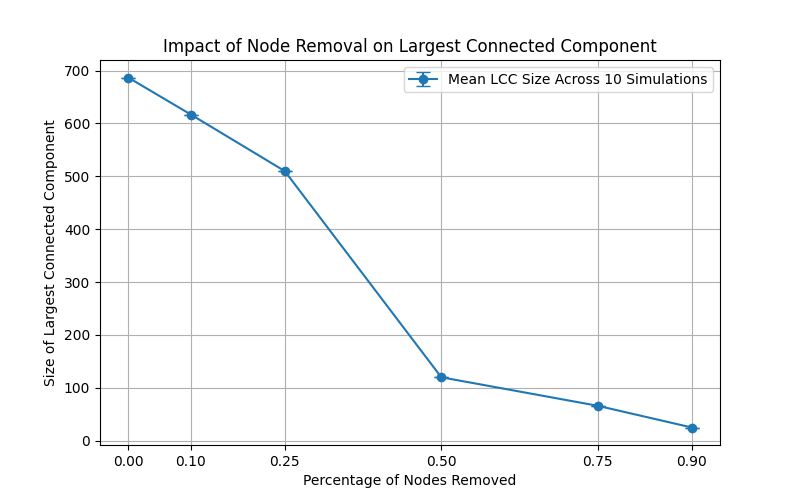 Impact of Node Removal on Largest Connected Component
Mean LCC Size Across 10 Simulations
Size of Largest Connected Component
700
600
500
400
300
200
100
0
0.00 0.10 0.25 0.50 0.75 0.90
Percentage of Nodes Removed